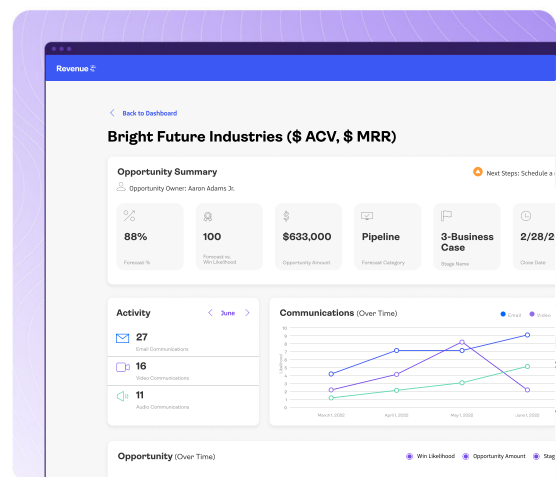 Revenue
Back to Dashboard
Bright Future Industries ($ ACV, $ MRR)
Opportunity Summary
Next Steps: Schedule a
Opportunity Owner: Aaron Adams Jr.
88%
Forecast %
100
Forecast vs.
Win Likelihood
$633,000
Opportunity Amount
Pipeline
Forecast Category
3-Business
Case
Stage Name
2/28/2
Close Date
Activity
June
27
Email Communications
16
Video Communications
11
Audio Communications
Communications (Over Time)
Email
Video
Likelihood
10
9
8
7
6
5
4
3
2
1
0
March 1, 2022
April 1, 2022
May 1, 2022
June 1, 2022
Opportunity (Over Time)
Win Likelihood
Opportunity Amount
Stag